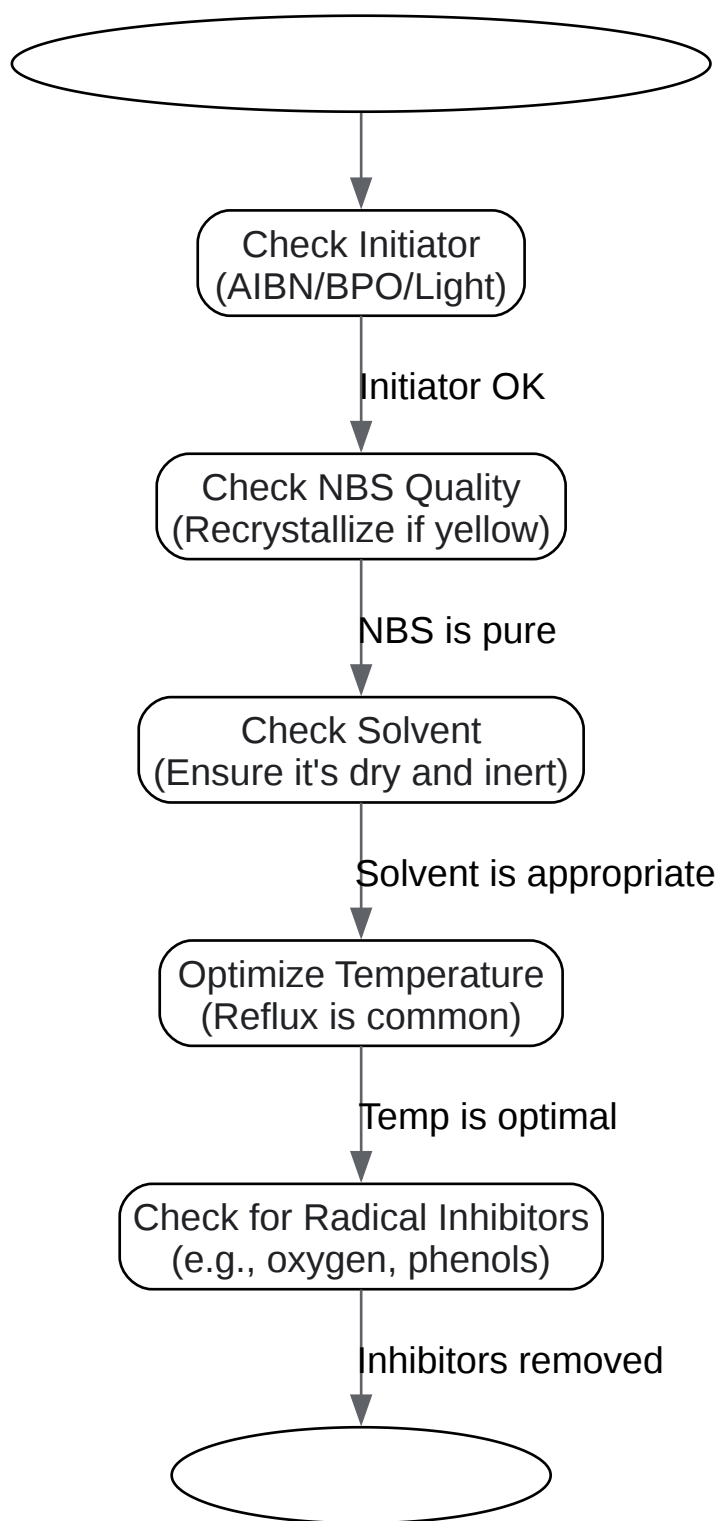 Check Initiator
(AIBN/BPO/Light)
Initiator OK
Check NBS Quality
(Recrystallize if yellow)
NBS is pure
Check Solvent
(Ensure it's dry and inert)
Solvent is appropriate
Optimize Temperature
(Reflux is common)
Temp is optimal
Check for Radical Inhibitors
(e.g., oxygen, phenols)
Inhibitors removed